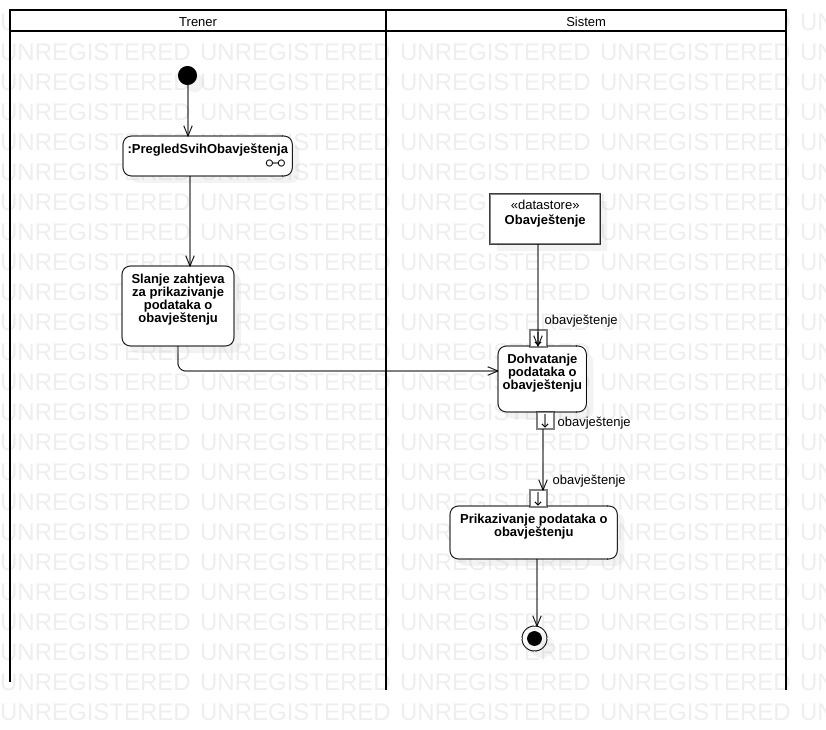 Trener
Sistem
:PregledSvihObavještenja
«datastore»
Obavještenje
Slanje zahtjeva
za prikazivanje
podataka o
obavještenju
obavještenje
Dohvatanje
podataka o
obavještenju
obavještenje
obavještenje
Prikazivanje podataka o
obavještenju
UNREGISTERED UNREGISTERED UNREGISTERED UNREGISTERED UN